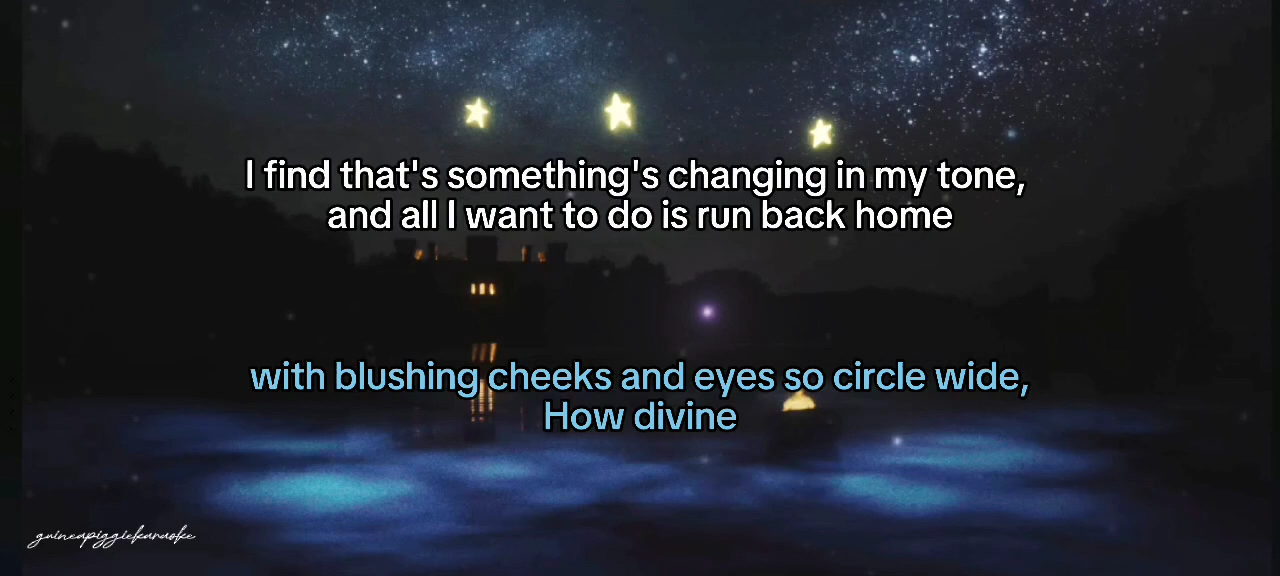 I find that's something's changing in my tone,
and all I want to do is run back home
with blushing cheeks and eyes so circle wide,
How divine
guineapiggiekaraoke